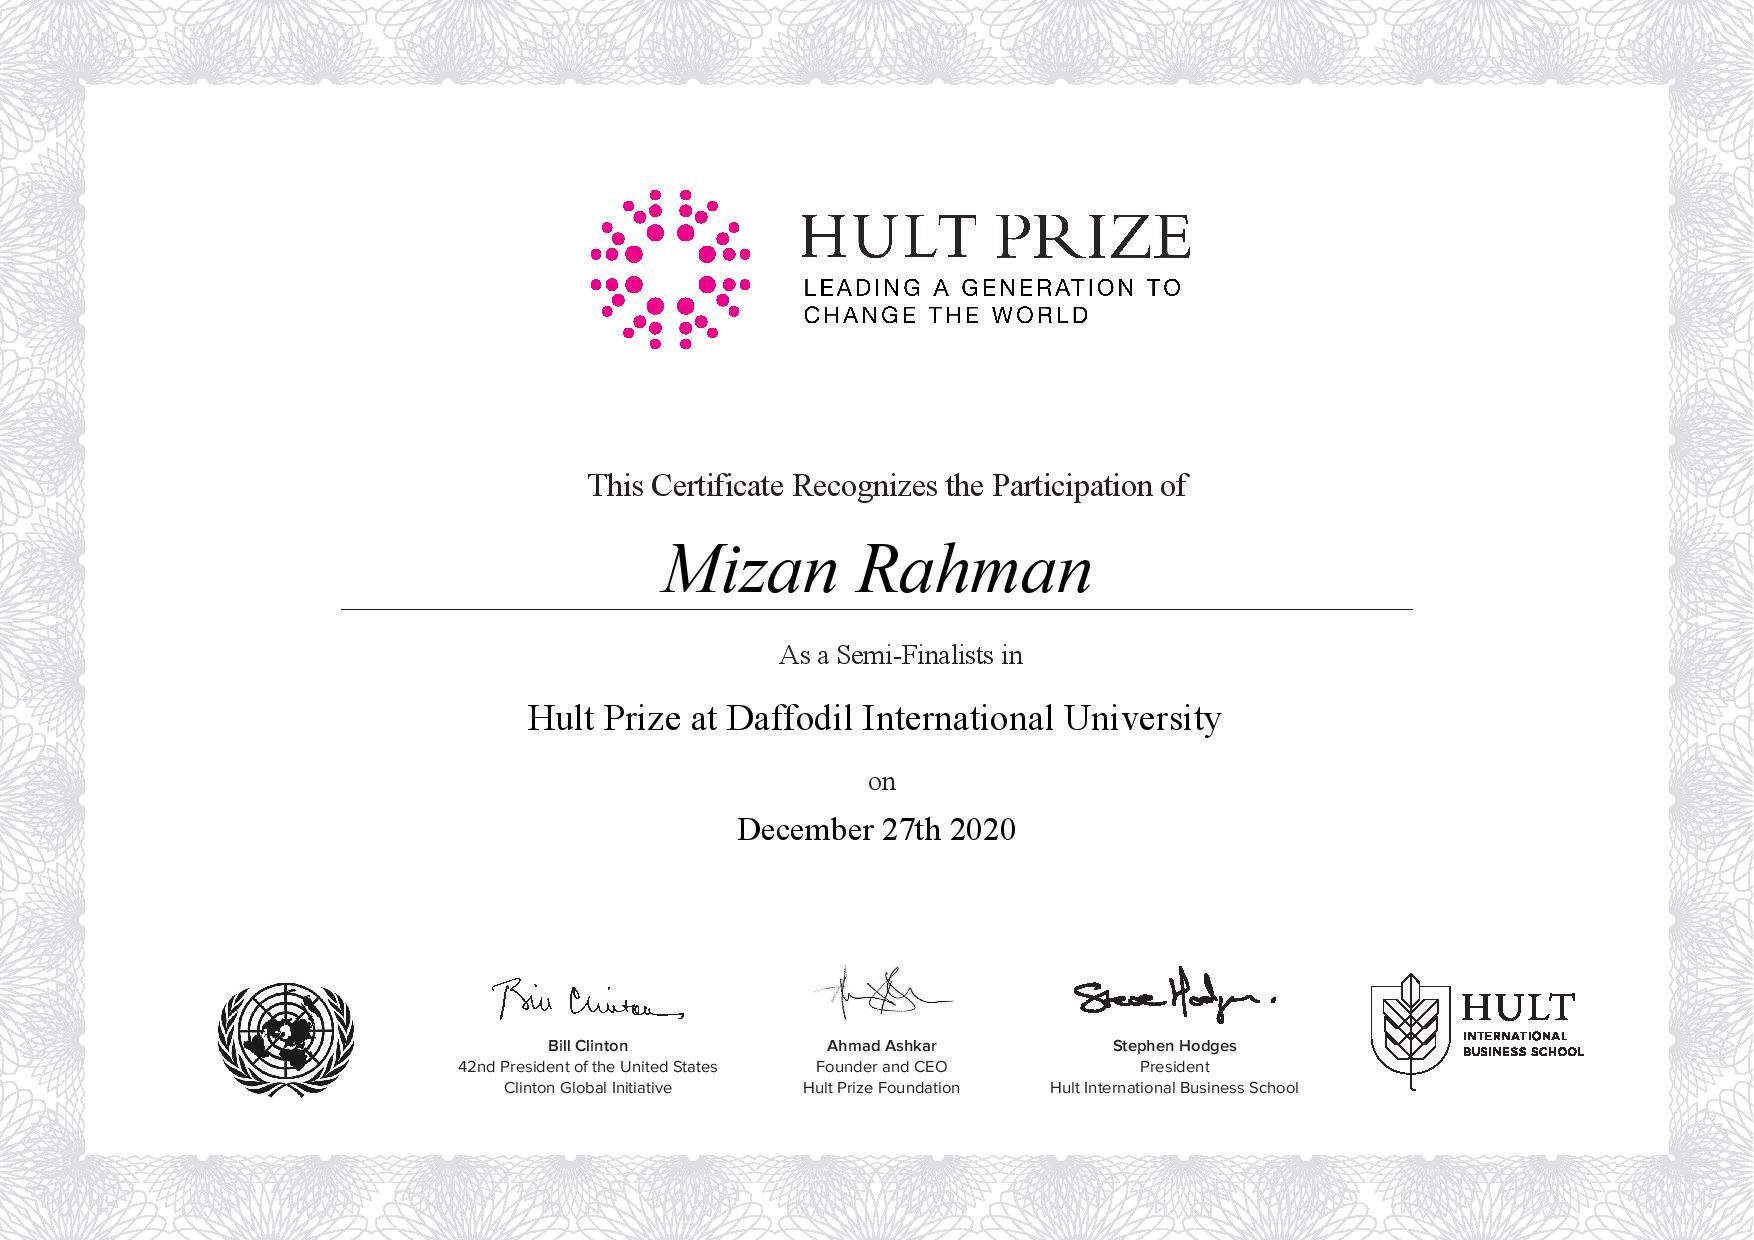 HULT PRIZE
LEADING A GENERATION TO
CHANGE THE WORLD
This Certificate Recognizes the Participation of
Mizan Rahman
As a Semi-Finalists in
Hult Prize at Daffodil International University
on
December 27th 2020
Bill Clinton
Steve Hodges.
Bill Clinton
42nd President of the United States
Clinton Global Initiative
Ahmad Ashkar
Founder and CEO
Hult Prize Foundation
Stephen Hodges
President
Hult International Business School
HULT
INTERNATIONAL
BUSINESS SCHOOL